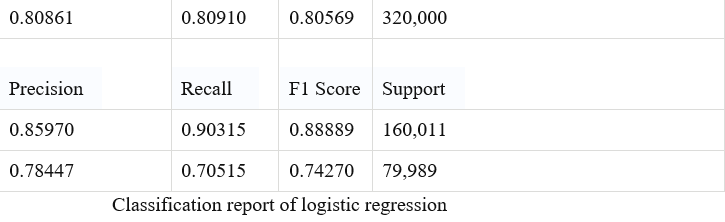 0.80861 0.80910 0.80569 320,000
Precision Recall F1 Score Support
0.85970 0.90315 0.88889 160,011
0.78447 0.70515 0.74270 79,989
Classification report of logistic regression